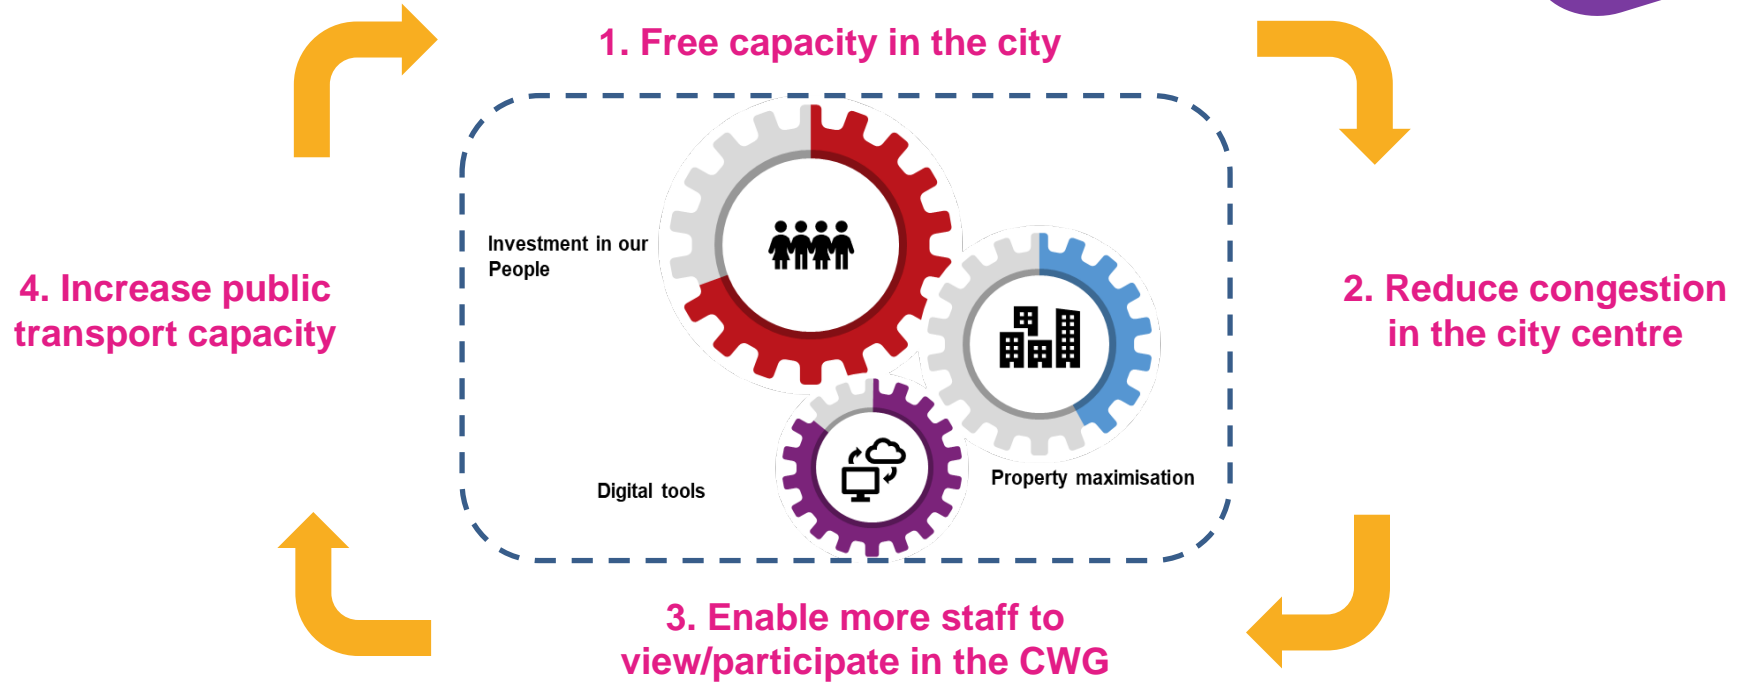 1. Free capacity in the city
Investment in our
People
4. Increase public
transport capacity
2. Reduce congestion
in the city centre
Digital tools
Property maximisation
3. Enable more staff to
view/participate in the CWG